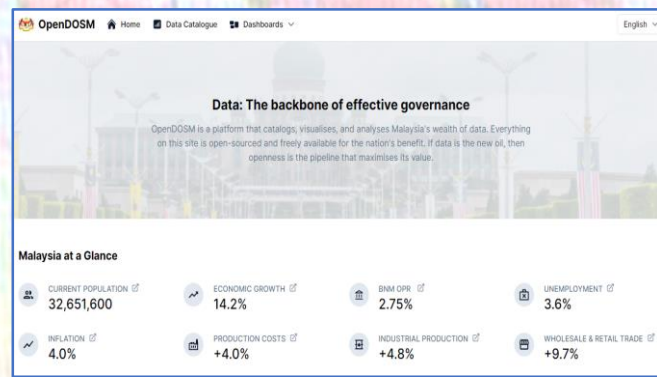 OpenDOSM Home Data Catalogue Dashboards English
Data: The backbone of effective governance
OpenDOSM is a platform that catalogs, visualises, and analyses Malaysia's wealth of data. Everything
on this site is open-sourced and freely available for the nation's benefit. If data is the new oil, then
openness is the pipeline that maximises its value.
Malaysia at a Glance
CURRENT POPULATION
32,651,600
ECONOMIC GROWTH
14.2%
BNM OPR
2.75%
UNEMPLOYMENT
3.6%
INFLATION
4.0%
PRODUCTION COSTS
+4.0%
INDUSTRIAL PRODUCTION
+4.8%
WHOLESALE & RETAIL TRADE
+9.7%